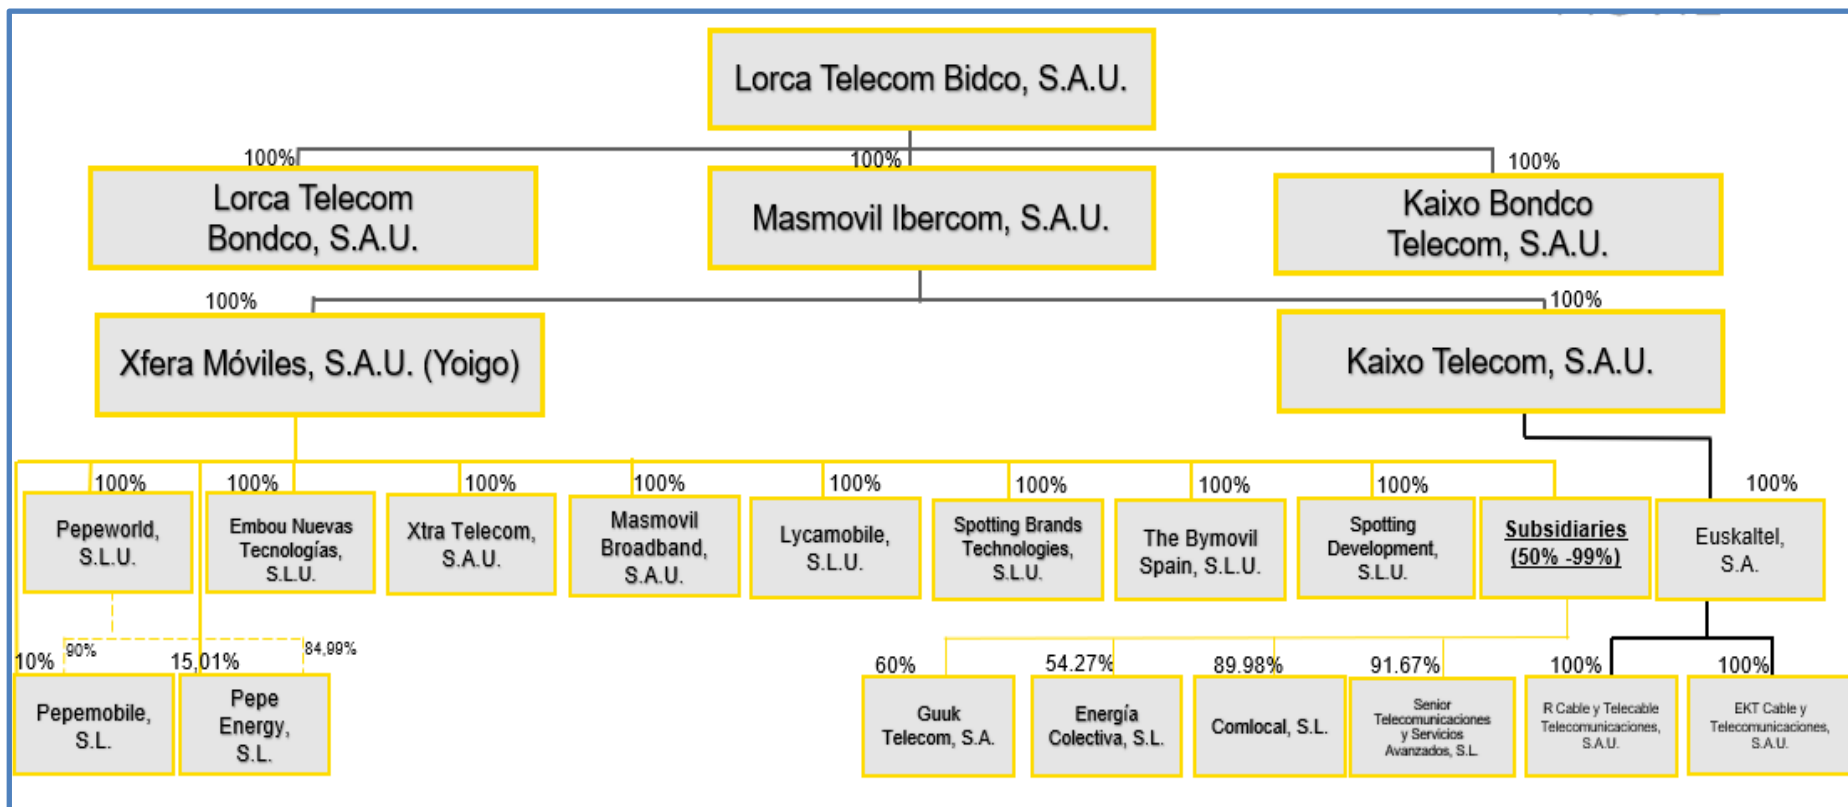 Lorca Telecom Bidco, S.A.U.
100%
100%
100%
Lorca Telecom
Bondco, S.A.U.
Masmovil Ibercom, S.A.U.
Kaixo Bondco
Telecom, S.A.U.
100%
100%
Xfera Móviles, S.A.U. (Yoigo)
Kaixo Telecom, S.A.U.
100%
100%
100%
100%
100%
100%
100%
100%
100%
Pepeworld,
S.L.U.
Embou Nuevas
Tecnologías,
S.L.U.
Xtra Telecom,
S.A.U.
Masmovil
Broadband,
S.A.U.
Lycamobile,
S.L.U.
Spotting Brands
Technologies,
S.L.U.
The Bymovil
Spain, S.L.U.
Spotting
Development,
S.L.U.
Subsidiaries
(50% -99%)
Euskaltel,
S.A.
10%
90%
15,01%
84,99%
60%
54.27%
89.98%
91.67%
100%
100%
Pepemobile,
S.L.
Pepe
Energy,
S.L.
Guuk
Telecom, S.A.
Energía
Colectiva, S.L.
Comlocal, S.L.
Senior
Telecomunicaciones
y Servicios
Avanzados, S.L.
R Cable y Telecable
Telecomunicaciones,
S.A.U.
EKT Cable y
Telecomunicaciones,
S.A.U.